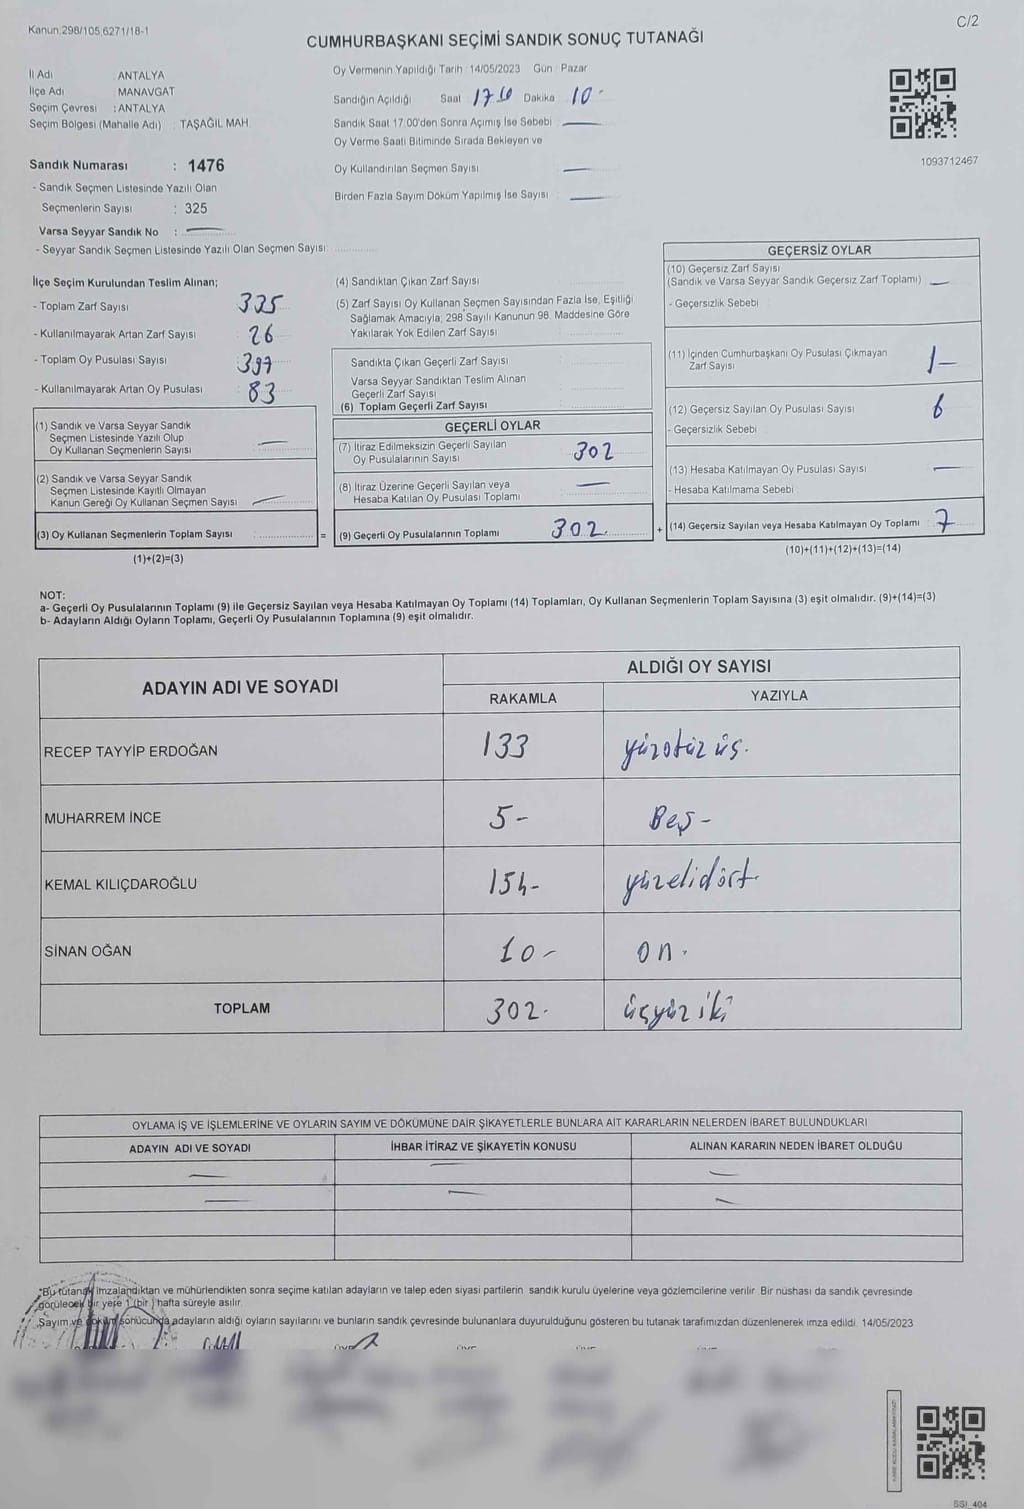 Kanun,298/105,6271/18-1
C/2
CUMHURBAŞKANI SEÇİMİ SANDIK SONUÇ TUTANAĞI
İl Adı : ANTALYA
İlçe Adı : MANAVGAT
Seçim Çevresi : ANTALYA
Seçim Bölgesi (Mahalle Adı) : TAŞAĞIL MAH.
Sandık Numarası : 1476
- Sandık Seçmen Listesinde Yazılı Olan
Seçmenlerin Sayısı : 325
Varsa Seyyar Sandık No :
- Seyyar Sandık Seçmen Listesinde Yazılı Olan Seçmen Sayısı:
Oy Vermenin Yapıldığı Tarih :14/05/2023 Gün : Pazar
Sandığın Açıldığı Saat Dakika 10
Sandık Saat 17:00'den Sonra Açımış İse Sebebi
Oy Verme Saati Bitiminde Sırada Bekleyen ve
Oy Kullandırılan Seçmen Sayısı
Birden Fazla Sayım Döküm Yapılmış İse Sayısı :
1093712467
İlçe Seçim Kurulundan Teslim Alınan;
- Toplam Zarf Sayısı 335
- Kullanılmayarak Artan Zarf Sayısı : 26
- Toplam Oy Pusulası Sayısı : 397
- Kullanılmayarak Artan Oy Pusulası : 83
(1) Sandık ve Varsa Seyyar Sandık
Seçmen Listesinde Yazılı Olup
Oy Kullanan Seçmenlerin Sayısı
(2) Sandık ve Varsa Seyyar Sandık
Seçmen Listesinde Kayıtlı Olmayan
Kanun Gereği Oy Kullanan Seçmen Sayısı
(3) Oy Kullanan Seçmenlerin Toplam Sayısı :
(1)+(2)=(3)
(4) Sandıktan Çıkan Zarf Sayısı :
(5) Zarf Sayısı Oy Kullanan Seçmen Sayısından Fazla İse, Eşitliği
Sağlamak Amacıyla; 298 Sayılı Kanunun 98. Maddesine Göre
Yakılarak Yok Edilen Zarf Sayısı :
Sandıkta Çıkan Geçerli Zarf Sayısı :
Varsa Seyyar Sandıktan Teslim Alınan
Geçerli Zarf Sayısı
(6) Toplam Geçerli Zarf Sayısı :
=
GEÇERLİ OYLAR
(7) İtiraz Edilmeksizin Geçerli Sayılan
Oy Pusulalarının Sayısı 302
(8) İtiraz Üzerine Geçerli Sayılan veya
Hesaba Katılan Oy Pusulası Toplamı
(9) Geçerli Oy Pusulalarının Toplamı 302
+
GEÇERSİZ OYLAR
(10) Geçersiz Zarf Sayısı
(Sandık ve Varsa Seyyar Sandık Geçersiz Zarf Toplamı) :
- Geçersizlik Sebebi :
(11) İçinden Cumhurbaşkanı Oy Pusulası Çıkmayan
Zarf Sayısı 1-
(12) Geçersiz Sayılan Oy Pusulası Sayısı 6
- Geçersizlik Sebebi
(13) Hesaba Katılmayan Oy Pusulası Sayısı
- Hesaba Katılmama Sebebi :
(14) Geçersiz Sayılan veya Hesaba Katılmayan Oy Toplamı : 7
(10)+(11)+(12)+(13)=(14)
NOT:
a- Geçerli Oy Pusulalarının Toplamı (9) ile Geçersiz Sayılan veya Hesaba Katılmayan Oy Toplamı (14) Toplamları, Oy Kullanan Seçmenlerin Toplam Sayısına (3) eşit olmalıdır. (9)+(14)=(3)
b- Adayların Aldığı Oyların Toplamı, Geçerli Oy Pusulalarının Toplamına (9) eşit olmalıdır.
ADAYIN ADI VE SOYADI
ALDIĞI OY SAYISI
RAKAMLA YAZIYLA
RECEP TAYYİP ERDOĞAN 133 yüzotüz üç.
MUHARREM İNCE 5- Beş-
KEMAL KILIÇDAROĞLU 154- yüzelidört.
SİNAN OĞAN 10- on.
TOPLAM 302. üçyüz iki
OYLAMA İŞ VE İŞLEMLERİNE VE OYLARIN SAYIM VE DÖKÜMÜNE DAİR ŞİKAYETLERLE BUNLARA AİT KARARLARIN NELERDEN İBARET BULUNDUKLARI
ADAYIN ADI VE SOYADI İHBAR İTİRAZ VE ŞİKAYETİN KONUSU ALINAN KARARIN NEDEN İBARET OLDUĞU
*Bu tutanak imzalandıktan ve mühürlendikten sonra seçime katılan adayların ve talep eden siyasi partilerin sandık kurulu üyelerine veya gözlemcilerine verilir. Bir nüshası da sandık çevresinde
görülecek bir yere 1 (bir) hafta süreyle asılır.
Sayım ve döküm sonucunda adayların aldığı oyların sayılarını ve bunların sandık çevresinde bulunanlara duyurulduğunu gösteren bu tutanak tarafımızdan düzenlenerek imza edildi. 14/05/2023
SSİ_404